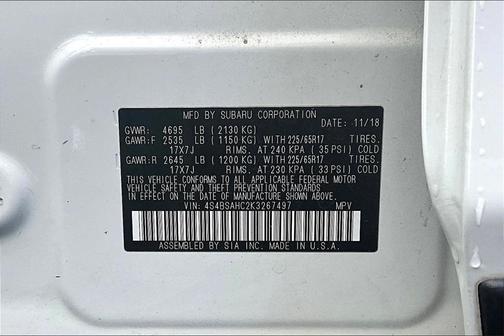 MFD BY SUBARU CORPORATION
GVWR: 4695 LB ( 2130 KG) DATE: 11/18
GAWR:F 2535 LB ( 1150 KG) WITH 225/65R17 TIRES.
17X7J RIMS. AT 240 KPA ( 35 PSI) COLD
GAWR:R 2645 LB ( 1200 KG) WITH 225/65R17 TIRES.
17X7J RIMS. AT 230 KPA ( 33 PSI) COLD
THIS VEHICLE CONFORMS TO ALL APPLICABLE FEDERAL MOTOR
VEHICLE SAFETY AND THEFT PREVENTION STANDARDS IN
EFFECT ON THE DATE OF MANUFACTURE SHOWN ABOVE.
VIN: 4S4BSAHC2K3267497 MPV
ASSEMBLED BY SIA INC. IN U.S.A.